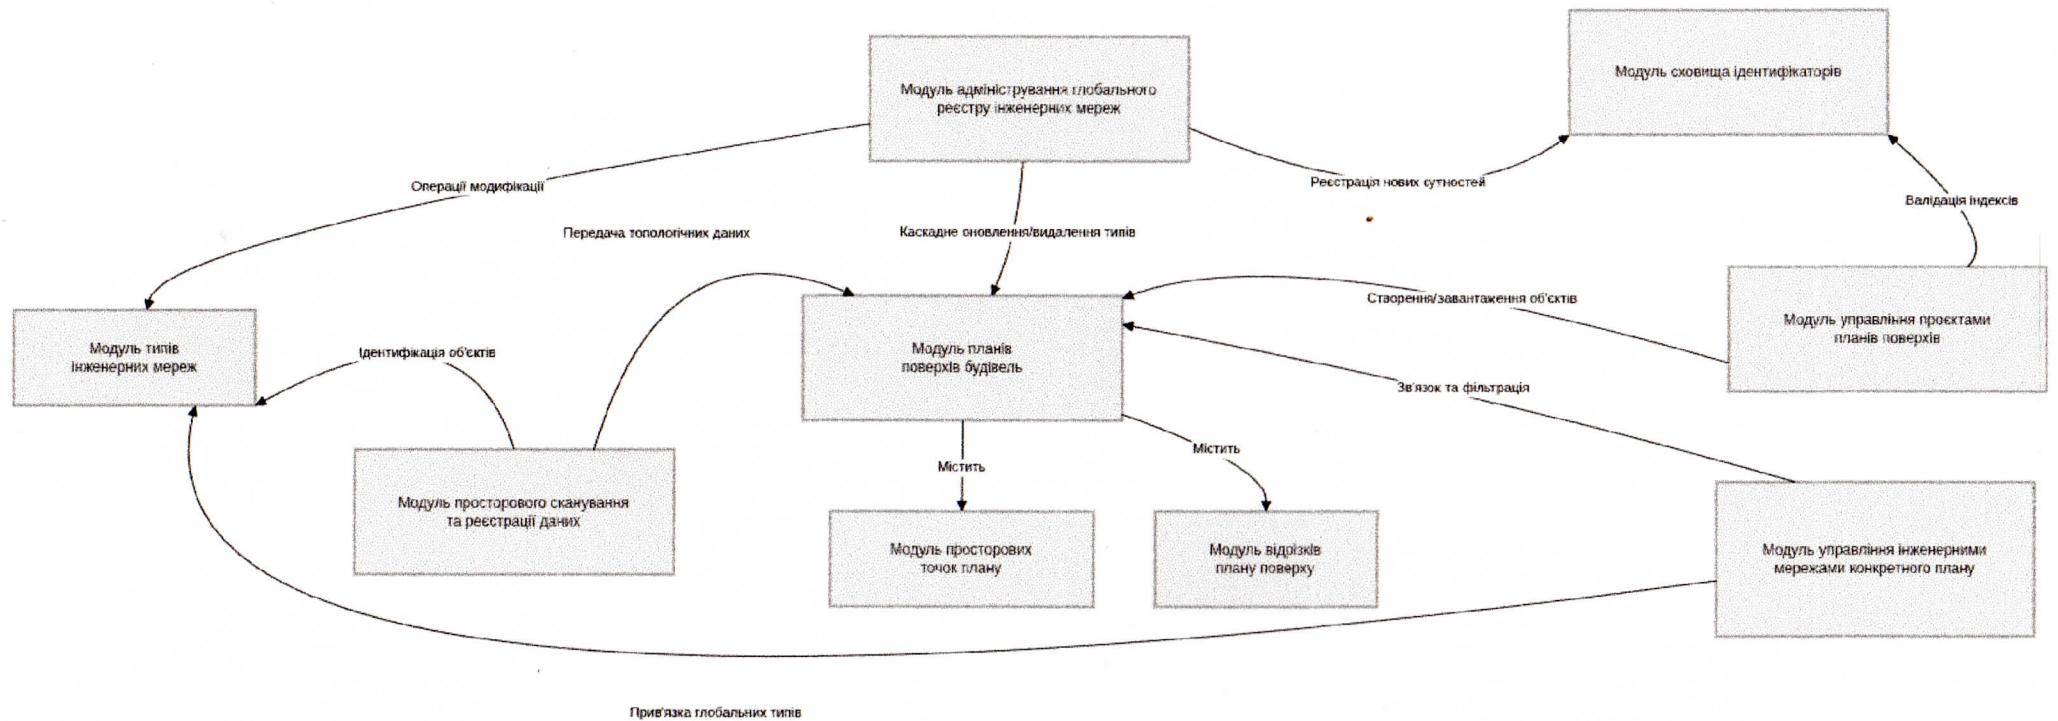 Модуль сховища ідентифікаторів
Модуль адміністрування глобального
реєстру інженерних мереж
Операції модифікації
Реєстрація нових сутностей
Валідація індексів
Передача топологічних даних
Каскадне оновлення/видалення типів
Створення/завантаження об'єктів
Модуль управління проєктами
планів поверхів
Модуль типів
інженерних мереж
Ідентифікація об'єктів
Модуль планів
поверхів будівель
Зв'язок та фільтрація
Містить
Містить
Модуль просторового сканування
та реєстрації даних
Модуль просторових
точок плану
Модуль відрізків
плану поверху
Модуль управління інженерними
мережами конкретного плану
Прив'язка глобальних типів